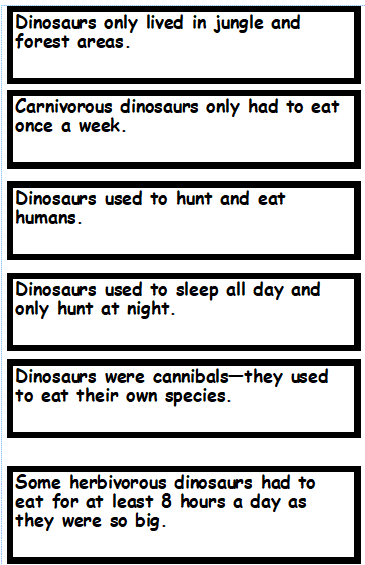 Dinosaurs only lived in jungle and
forest areas.
Carnivorous dinosaurs only had to eat
once a week.
Dinosaurs used to hunt and eat
humans.
Dinosaurs used to sleep all day and
only hunt at night.
Dinosaurs were cannibals—they used
to eat their own species.
Some herbivorous dinosaurs had to
eat for at least 8 hours a day as
they were so big.